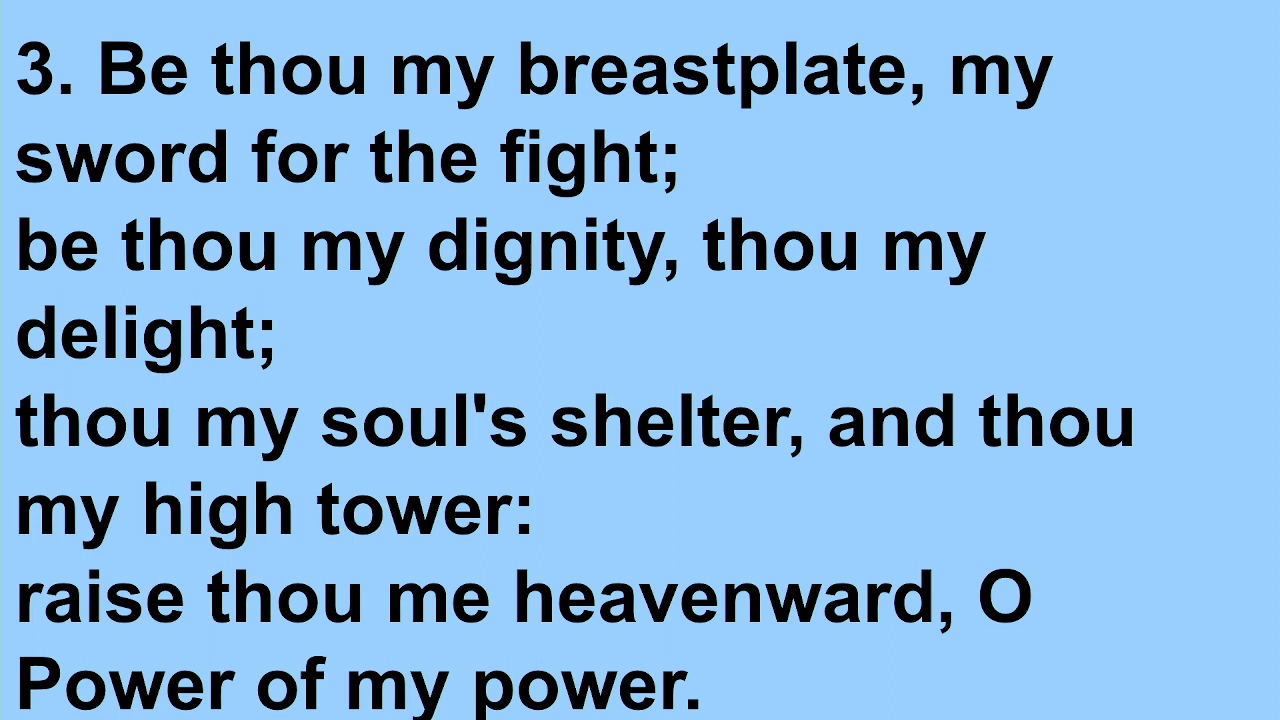 3. Be thou my breastplate, my
sword for the fight;
be thou my dignity, thou my
delight;
thou my soul's shelter, and thou
my high tower:
raise thou me heavenward, O
Power of my power.